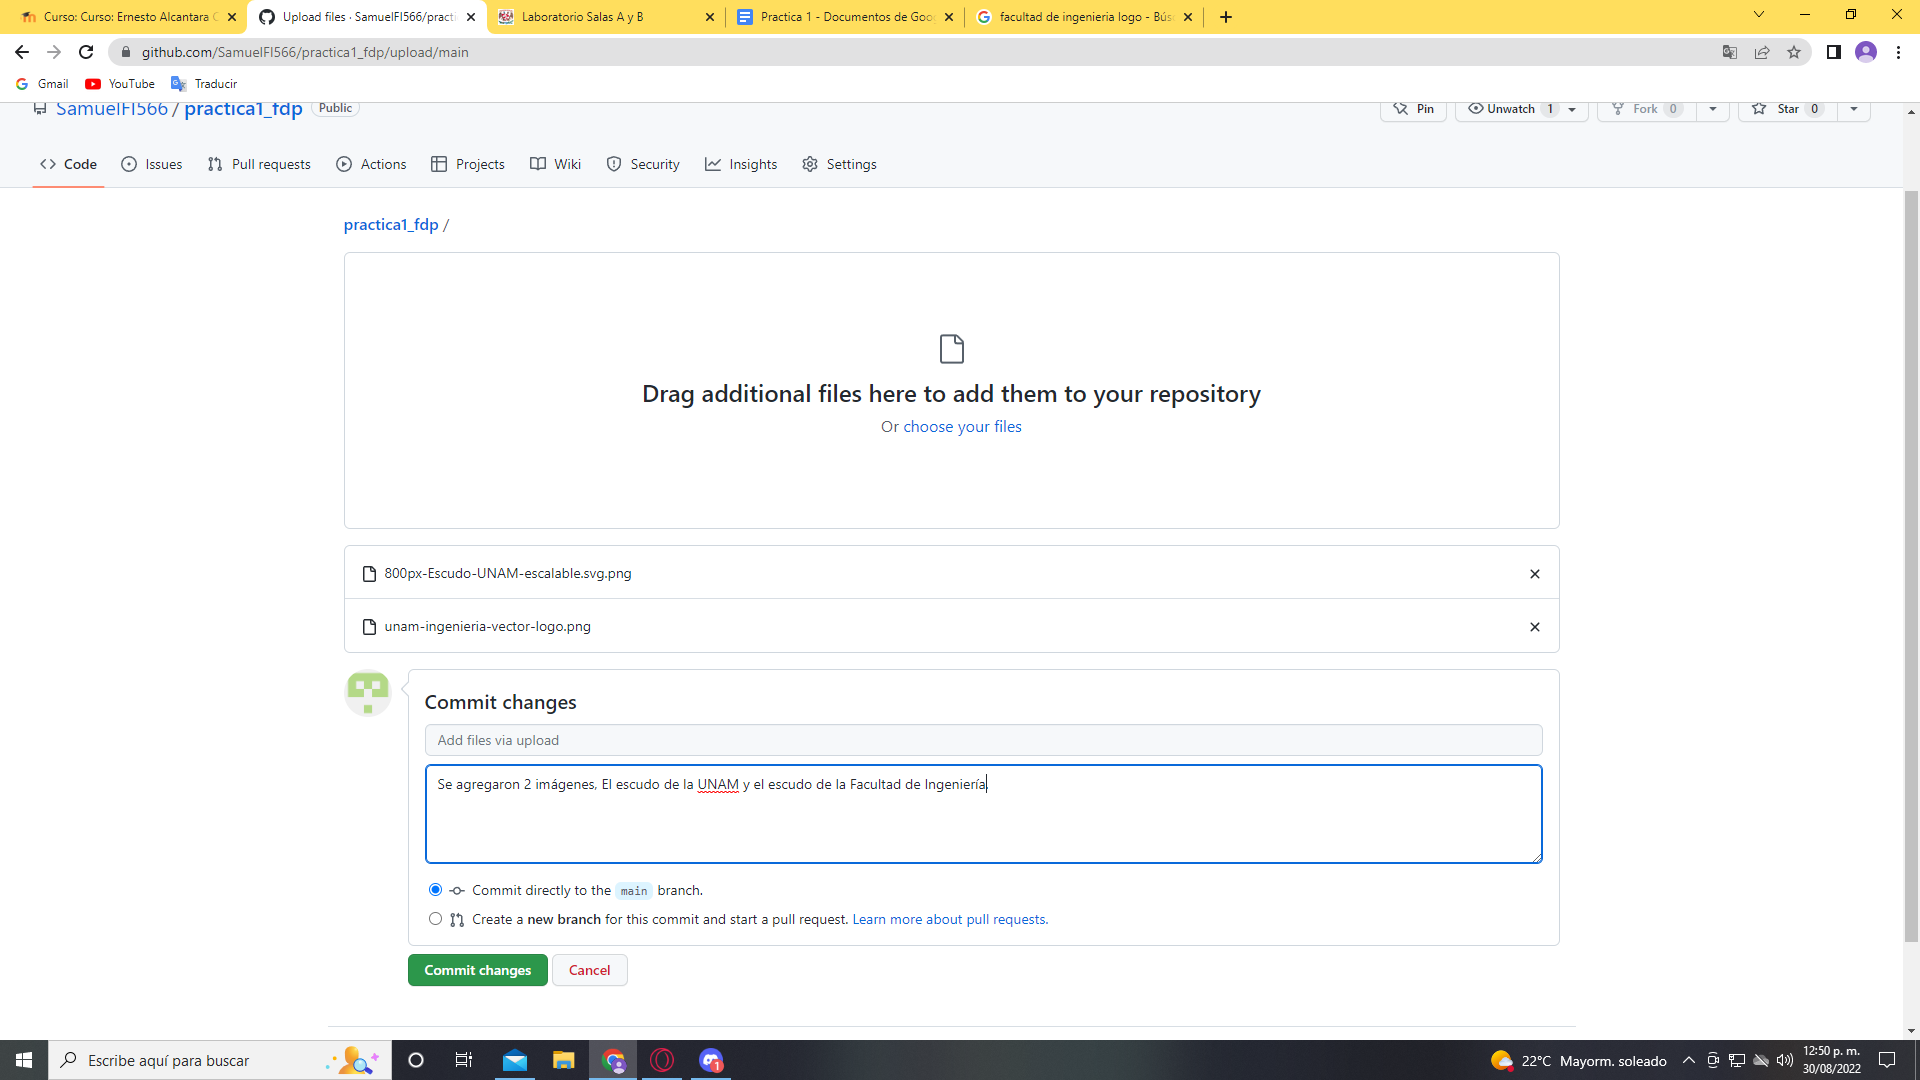 Curso: Curso: Ernesto Alcantara C
Upload files · SamuelFI566/practi
Laboratorio Salas A y B
Practica 1 - Documentos de Goo
facultad de ingenieria logo - Bús
github.com/SamuelFI566/practica1_fdp/upload/main
Gmail
YouTube
Traducir
SamuelFI566 / practica1_fdp Public
Pin
Unwatch 1
Fork 0
Star 0
Code
Issues
Pull requests
Actions
Projects
Wiki
Security
Insights
Settings
practica1_fdp /
Drag additional files here to add them to your repository
Or choose your files
800px-Escudo-UNAM-escalable.svg.png
unam-ingenieria-vector-logo.png
Commit changes
Add files via upload
Se agregaron 2 imágenes, El escudo de la UNAM y el escudo de la Facultad de Ingeniería.
Commit directly to the main branch.
Create a new branch for this commit and start a pull request. Learn more about pull requests.
Commit changes
Cancel
Escribe aquí para buscar
1
22°C Mayorm. soleado
12:50 p. m.
30/08/2022